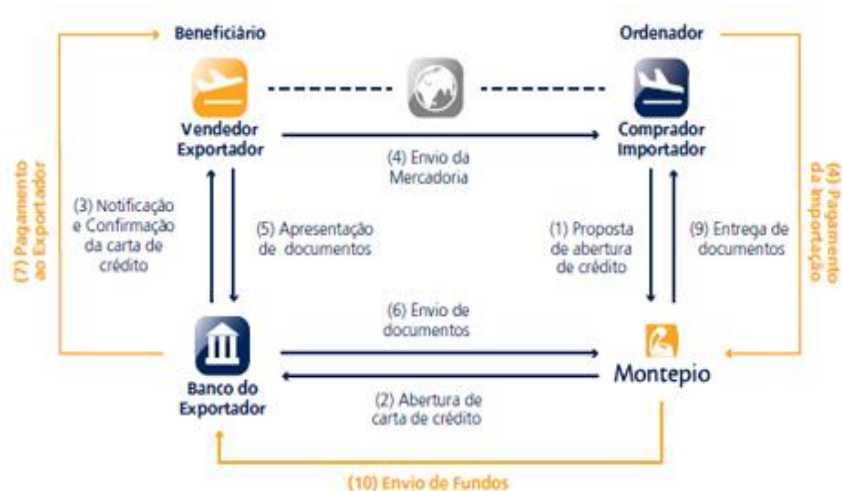 Beneficiário
Ordenador
Vendedor
Exportador
Comprador
Importador
(4) Envio da
Mercadoria
(7) Pagamento
ao Exportador
(3) Notificação
e Confirmação
da carta de
crédito
(5) Apresentação
de documentos
(1) Proposta
de abertura
de crédito
(9) Entrega de
documentos
(4) Pagamento
da Importação
(6) Envio de
documentos
Banco do
Exportador
Montepio
(2) Abertura de
carta de crédito
(10) Envio de Fundos